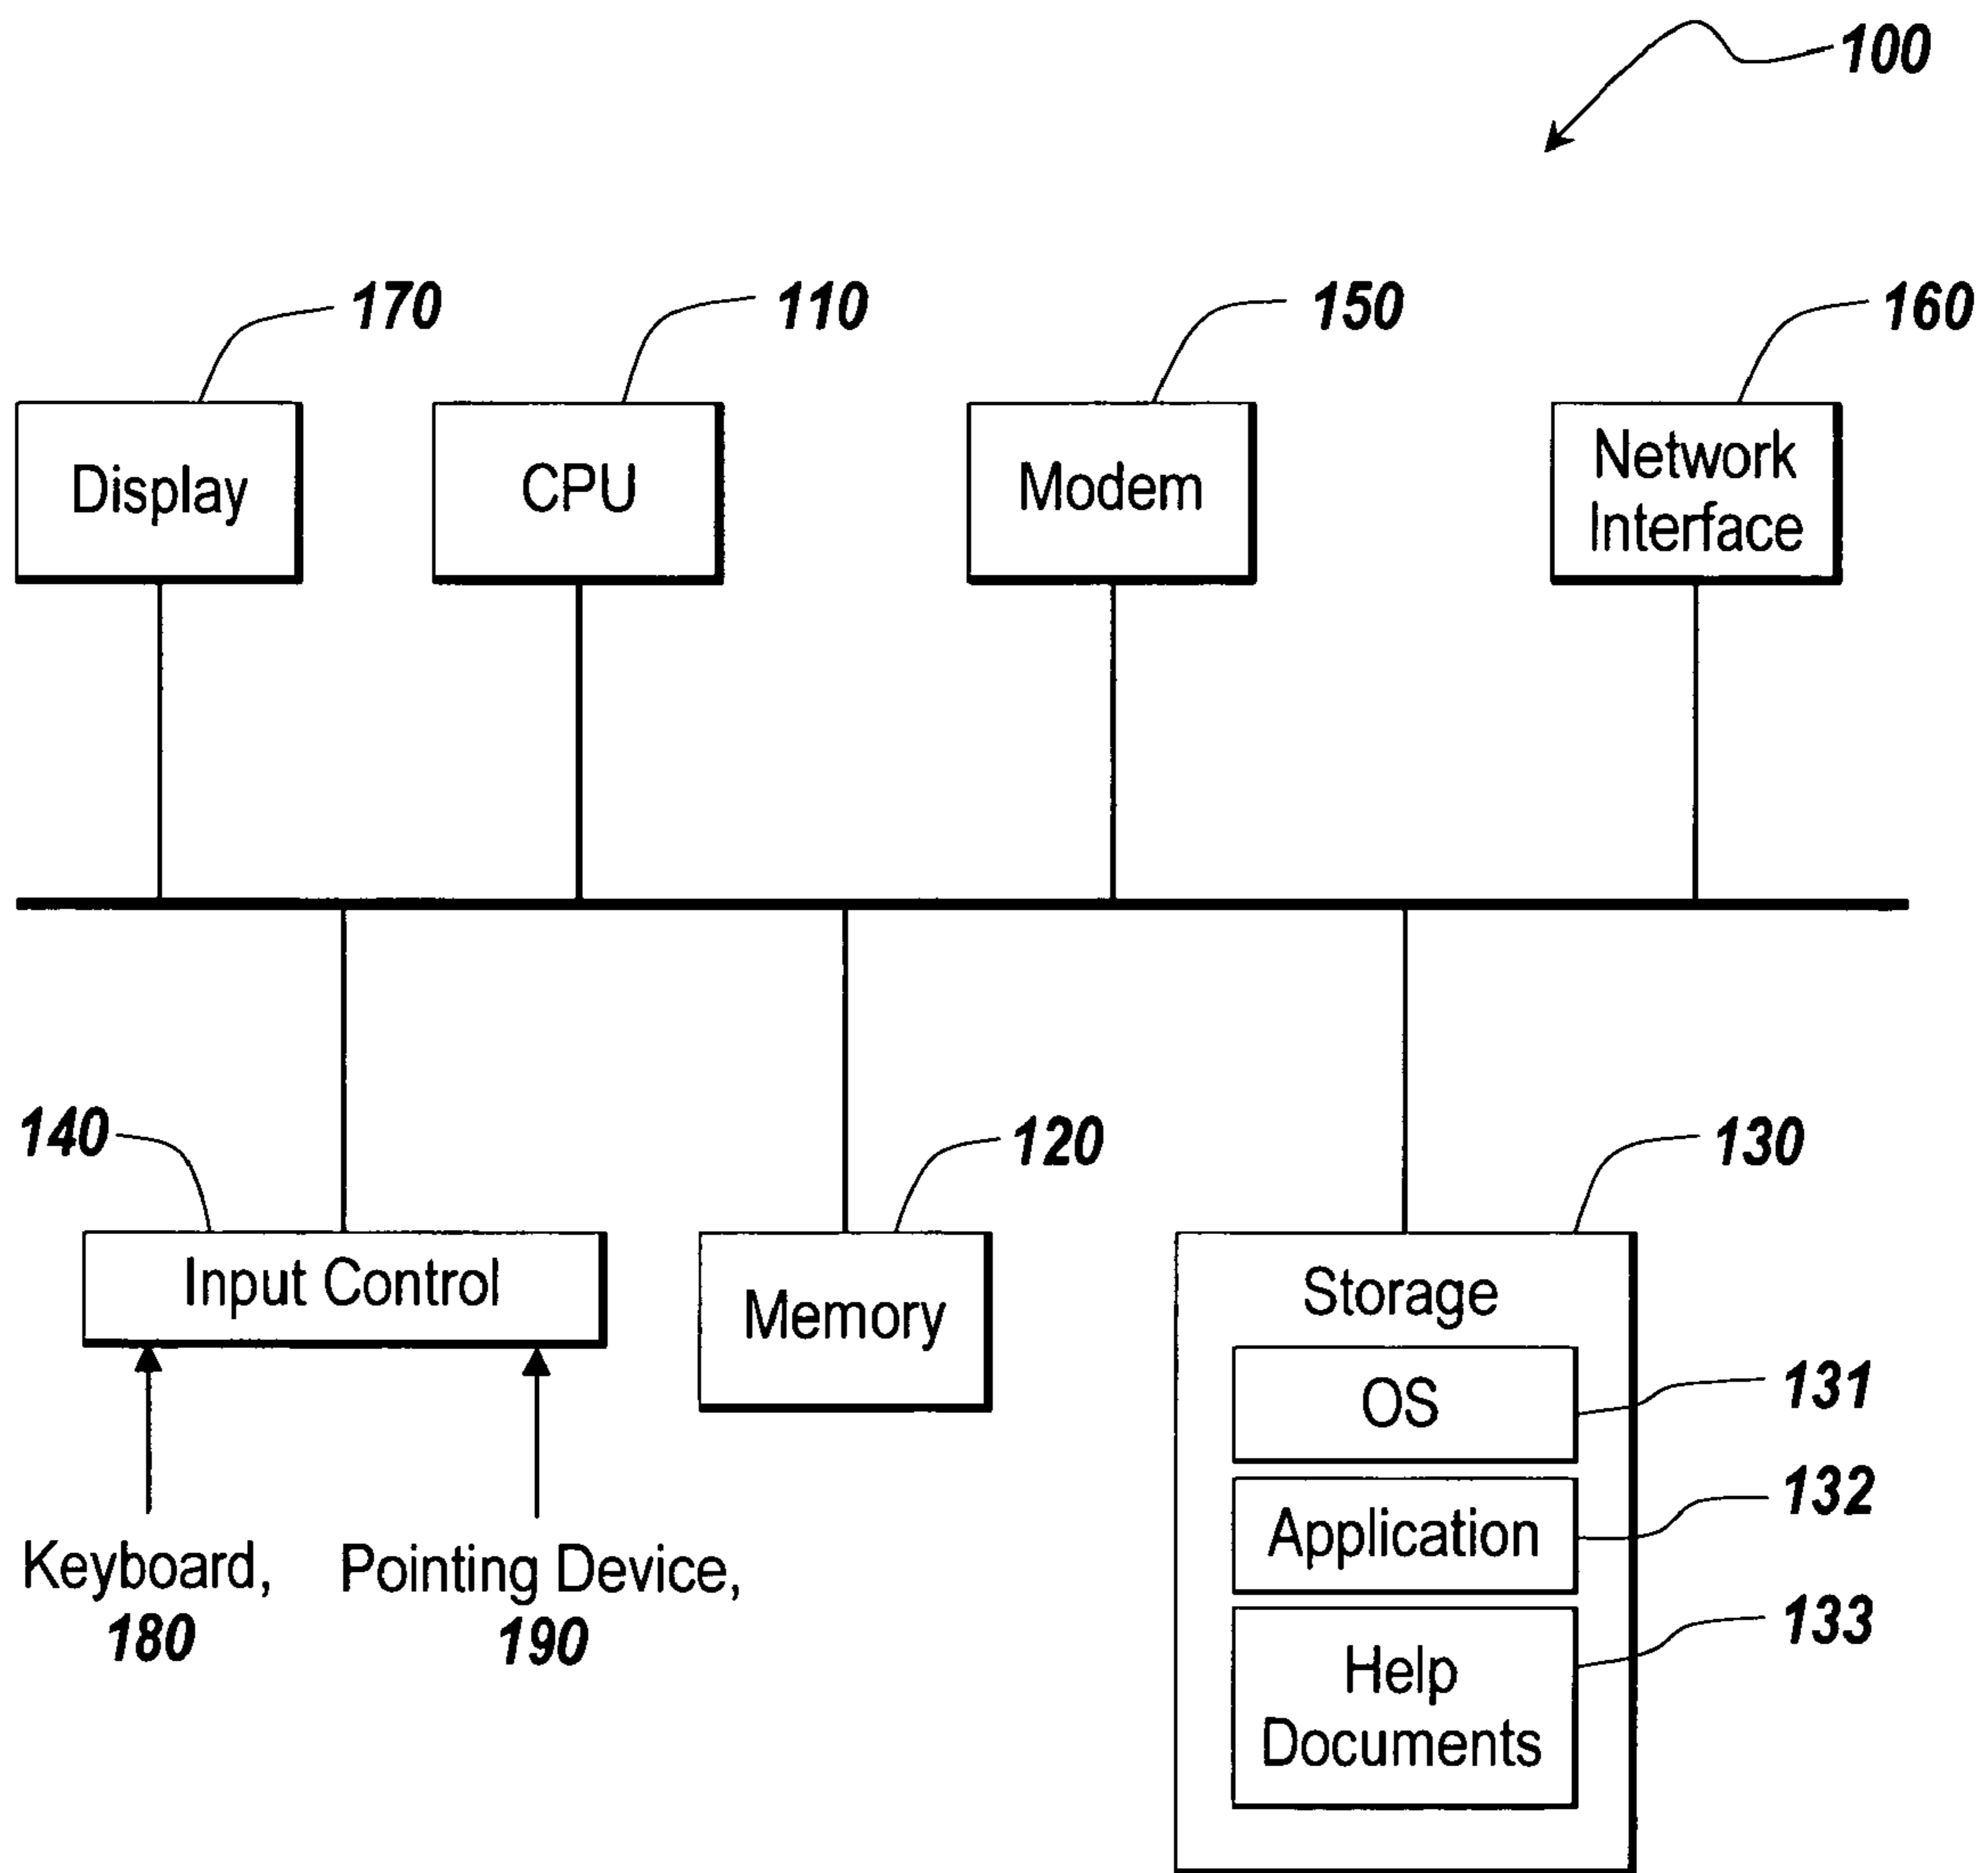 100
170
110
150
160
Display
CPU
Modem
Network
Interface
140
120
130
Input Control
Memory
Storage
OS
131
Application
132
Help
Documents
133
Keyboard,
180
Pointing Device,
190